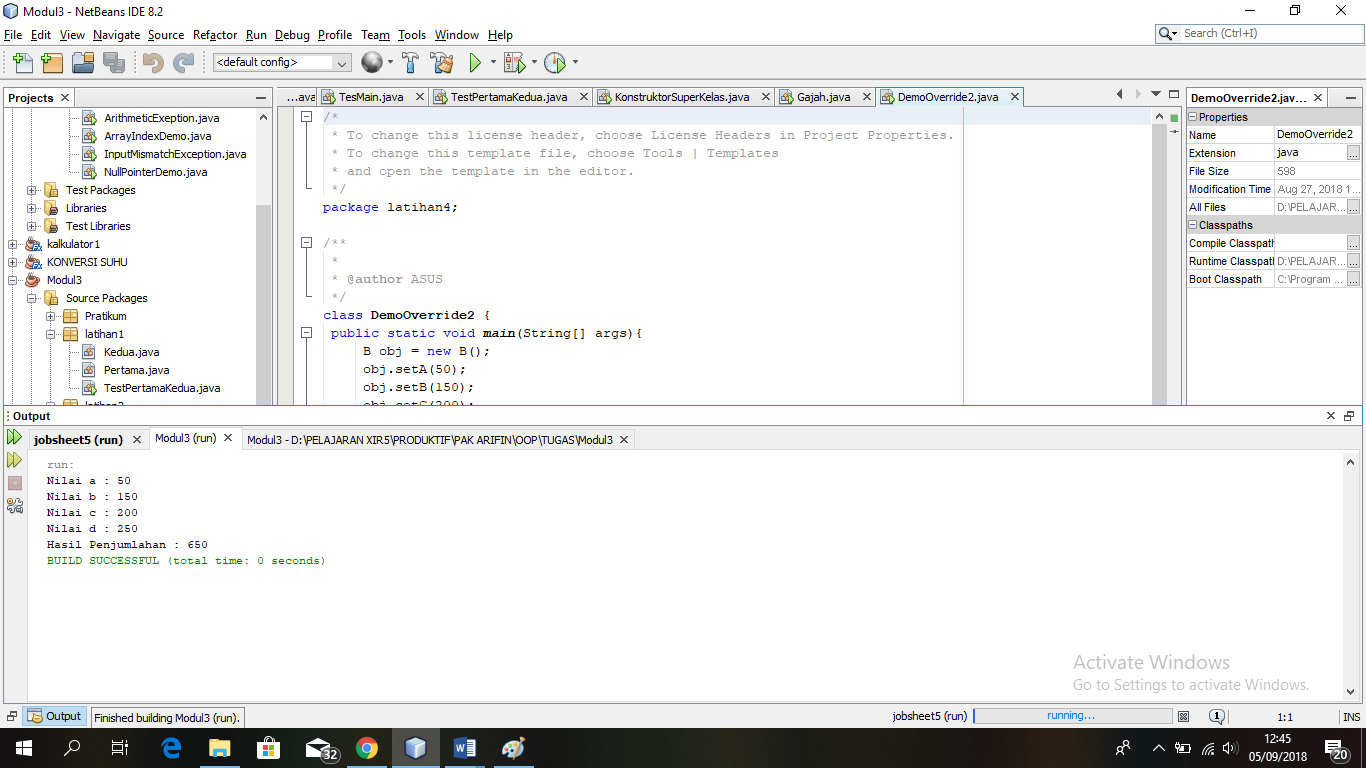 Modul3 - NetBeans IDE 8.2
File Edit View Navigate Source Refactor Run Debug Profile Team Tools Window Help
Search (Ctrl+I)
<default config>
Projects
ArithmeticExeption.java
ArrayIndexDemo.java
InputMismatchException.java
NullPointerDemo.java
Test Packages
Libraries
Test Libraries
kalkulator1
KONVERSI SUHU
Modul3
Source Packages
Pratikum
latihan1
Kedua.java
Pertama.java
TestPertamaKedua.java
...ava TesMain.java TestPertamaKedua.java KonstruktorSuperKelas.java Gajah.java DemoOverride2.java
/*
* To change this license header, choose License Headers in Project Properties.
* To change this template file, choose Tools | Templates
* and open the template in the editor.
*/
package latihan4;
/**
*
* @author ASUS
*/
class DemoOverride2 {
public static void main(String[] args){
B obj = new B();
obj.setA(50);
obj.setB(150);
obj.setC(200);
DemoOverride2.jav...
Properties
Name DemoOverride2
Extension java ...
File Size 598
Modification Time Aug 27, 2018 1...
All Files D:\PELAJAR... ...
Classpaths
Compile Classpath ...
Runtime Classpath D:\PELAJAR... ...
Boot Classpath C:\Program ... ...
Output
jobsheet5 (run) Modul3 (run) Modul3 - D:\PELAJARAN XIR5\PRODUKTIF\PAK ARIFIN\OOP\TUGAS\Modul3
run:
Nilai a : 50
Nilai b : 150
Nilai c : 200
Nilai d : 250
Hasil Penjumlahan : 650
BUILD SUCCESSFUL (total time: 0 seconds)
Activate Windows
Go to Settings to activate Windows.
Output Finished building Modul3 (run). jobsheet5 (run) running... 1 1:1 INS
32
12:45
05/09/2018
20